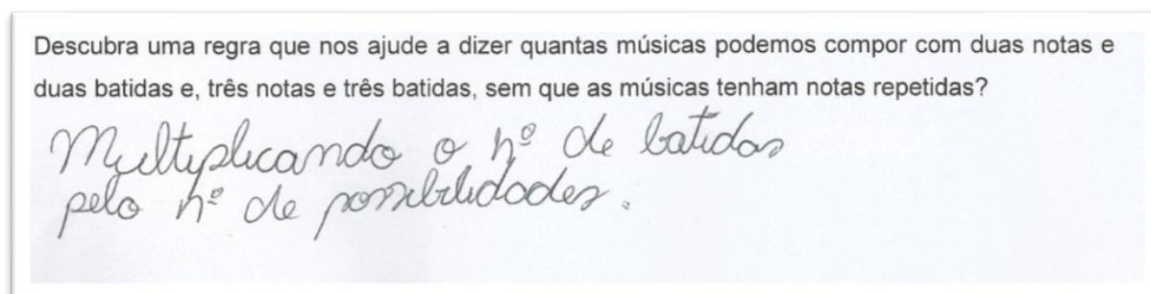 Descubra uma regra que nos ajude a dizer quantas músicas podemos compor com duas notas e
duas batidas e, três notas e três batidas, sem que as músicas tenham notas repetidas?
Multiplicando o nº de batidas
pelo nº de possibilidades.